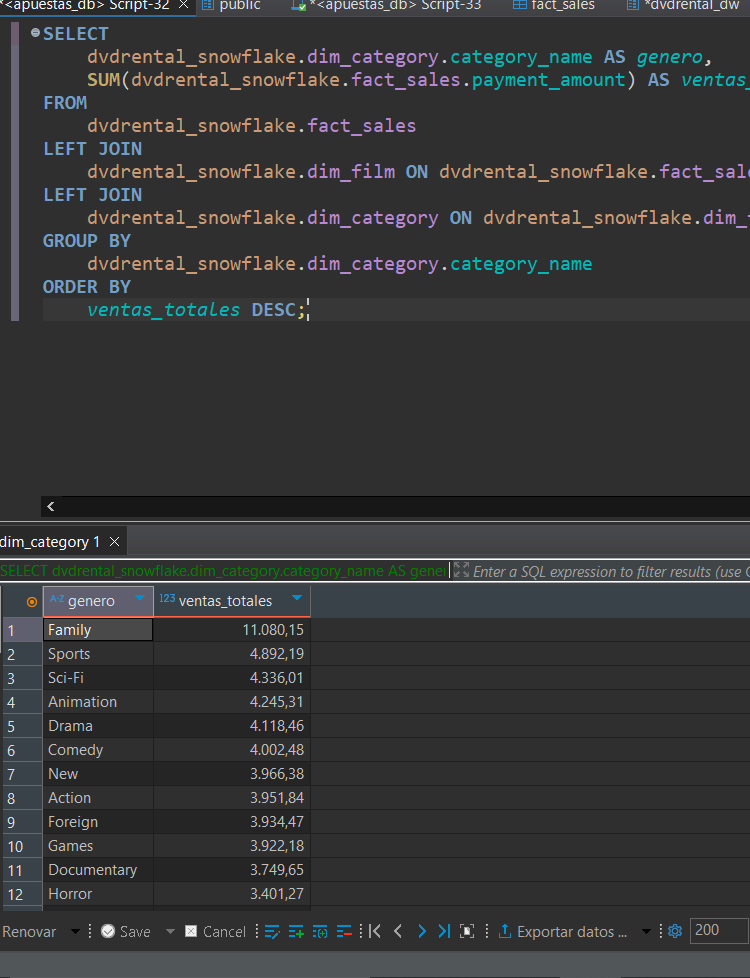 *<apuestas_db> Script-32 public *<apuestas_db> Script-33 fact_sales *dvdrental_dw
SELECT
dvdrental_snowflake.dim_category.category_name AS genero,
SUM(dvdrental_snowflake.fact_sales.payment_amount) AS ventas_
FROM
dvdrental_snowflake.fact_sales
LEFT JOIN
dvdrental_snowflake.dim_film ON dvdrental_snowflake.fact_sale
LEFT JOIN
dvdrental_snowflake.dim_category ON dvdrental_snowflake.dim_
GROUP BY
dvdrental_snowflake.dim_category.category_name
ORDER BY
ventas_totales DESC;
dim_category 1
SELECT dvdrental_snowflake.dim_category.category_name AS gener Enter a SQL expression to filter results (use
A-Z genero 123 ventas_totales
1 Family 11.080,15
2 Sports 4.892,19
3 Sci-Fi 4.336,01
4 Animation 4.245,31
5 Drama 4.118,46
6 Comedy 4.002,48
7 New 3.966,38
8 Action 3.951,84
9 Foreign 3.934,47
10 Games 3.922,18
11 Documentary 3.749,65
12 Horror 3.401,27
Renovar Save Cancel Exportar datos ... 200